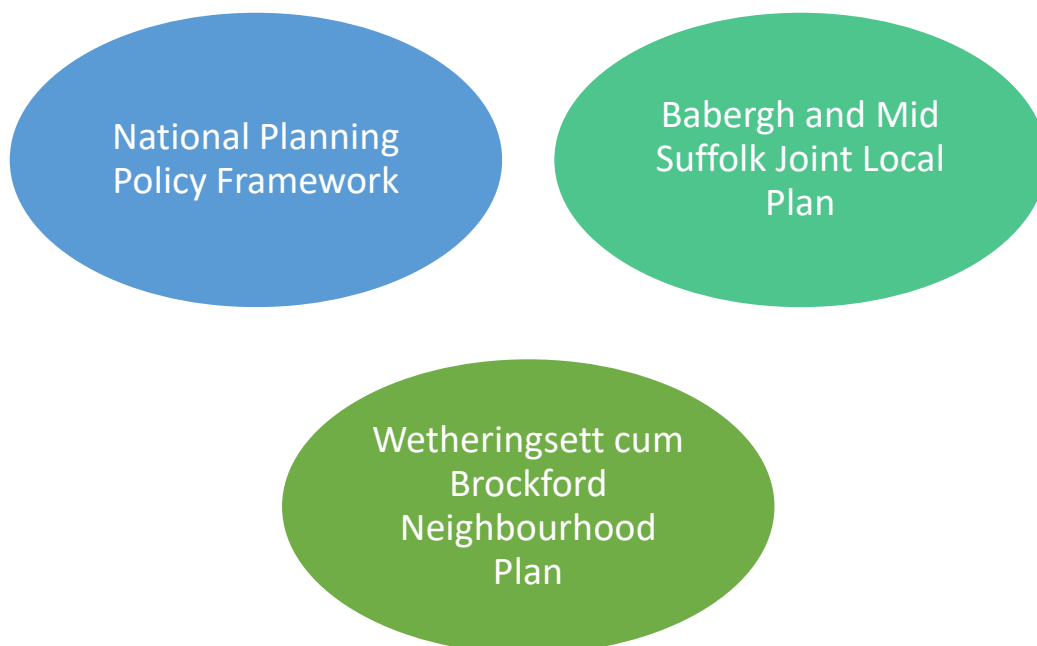 National Planning
Policy Framework
Babergh and Mid
Suffolk Joint Local
Plan
Wetheringsett cum
Brockford
Neighbourhood
Plan